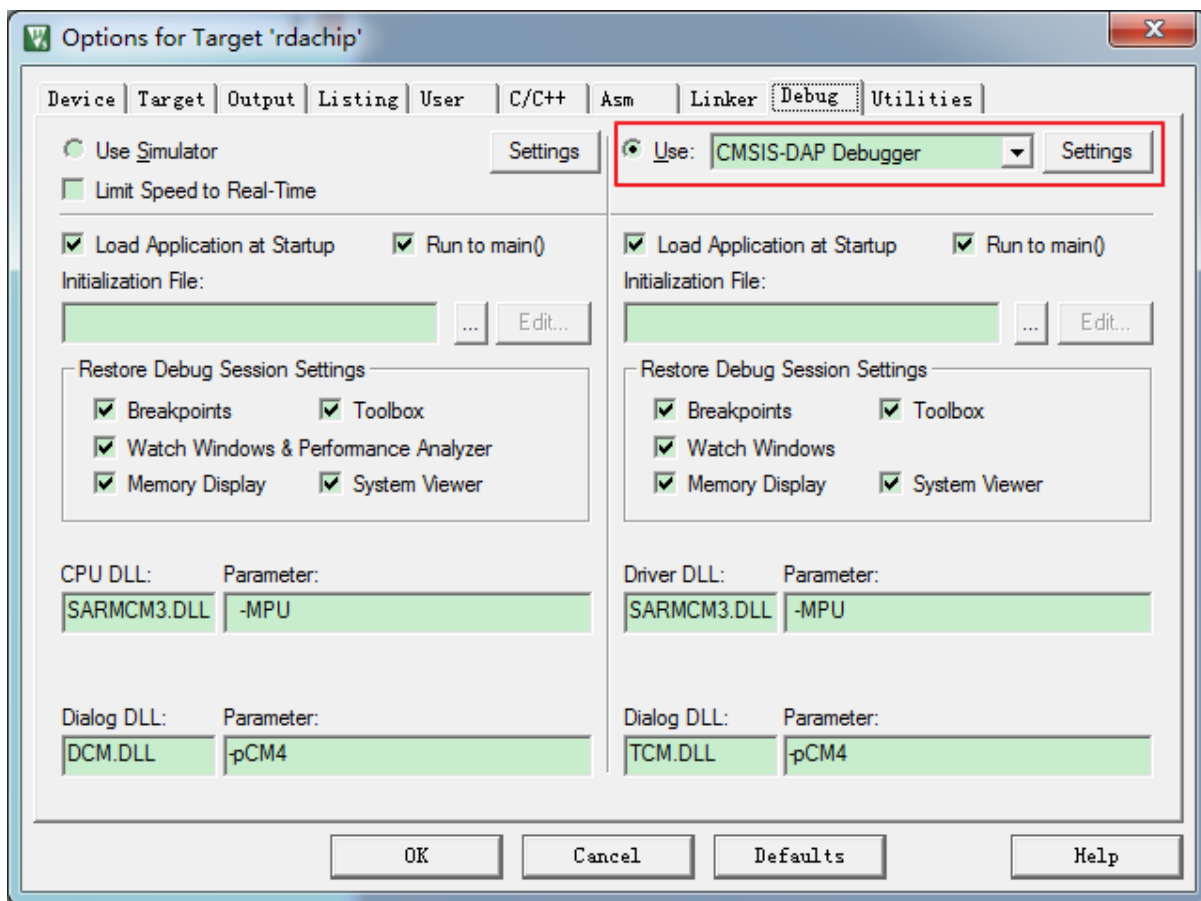 Options for Target 'rdachip'
Device Target Output Listing User C/C++ Asm Linker Debug Utilities
Use Simulator Settings Use: CMSIS-DAP Debugger Settings
Limit Speed to Real-Time
Load Application at Startup Run to main() Load Application at Startup Run to main()
Initialization File: Initialization File:
... Edit... ... Edit...
Restore Debug Session Settings Restore Debug Session Settings
Breakpoints Toolbox Breakpoints Toolbox
Watch Windows & Performance Analyzer Watch Windows
Memory Display System Viewer Memory Display System Viewer
CPU DLL: Parameter: Driver DLL: Parameter:
SARMCM3.DLL -MPU SARMCM3.DLL -MPU
Dialog DLL: Parameter: Dialog DLL: Parameter:
DCM.DLL -pCM4 TCM.DLL -pCM4
OK Cancel Defaults Help